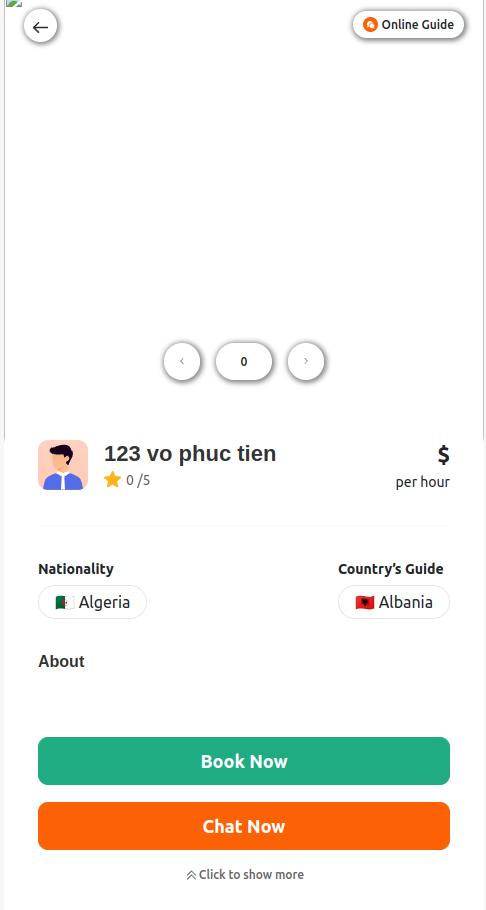 Online Guide
0
123 vo phuc tien
$
0 /5
per hour
Nationality
Country’s Guide
Algeria
Albania
About
Book Now
Chat Now
Click to show more